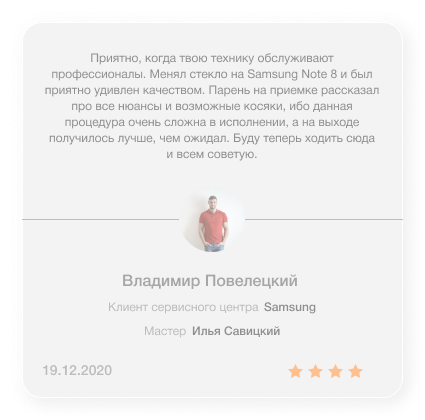 Приятно, когда твою технику обслуживают
профессионалы. Менял стекло на Samsung Note 8 и был
приятно удивлен качеством. Парень на приемке рассказал
про все нюансы и возможные косяки, ибо данная
процедура очень сложна в исполнении, а на выходе
получилось лучше, чем ожидал. Буду теперь ходить сюда
и всем советую.
Владимир Повелецкий
Клиент сервисного центра Samsung
Мастер Илья Савицкий
19.12.2020